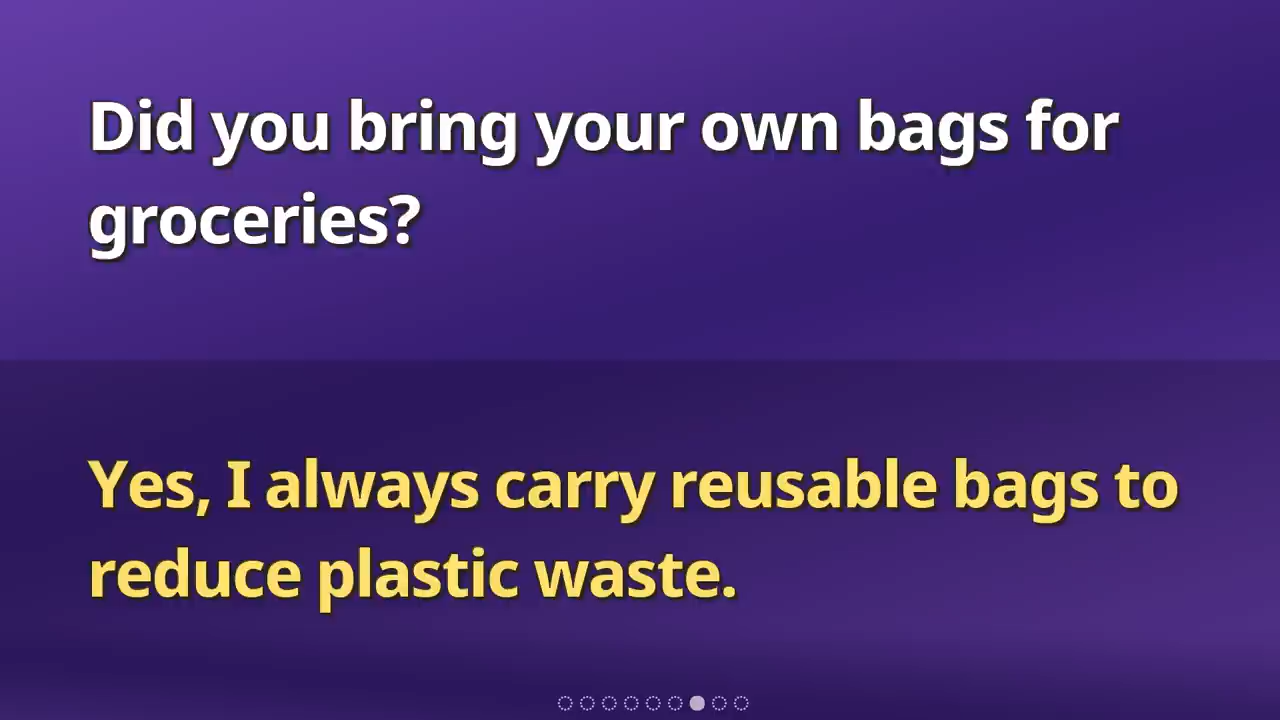 Did you bring your own bags for
groceries?
Yes, I always carry reusable bags to
reduce plastic waste.